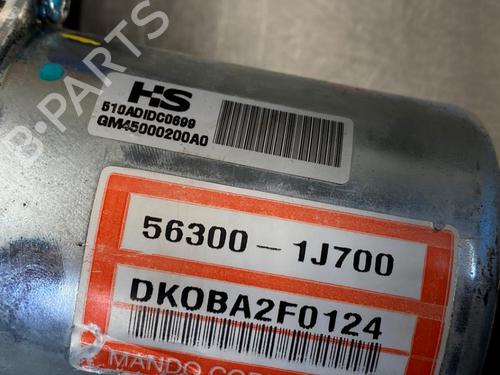 HS
510ADIDC0699
GM45000200A0
56300 - 1J700
DKOBA2F0124
MANDO COR
B-PARTS